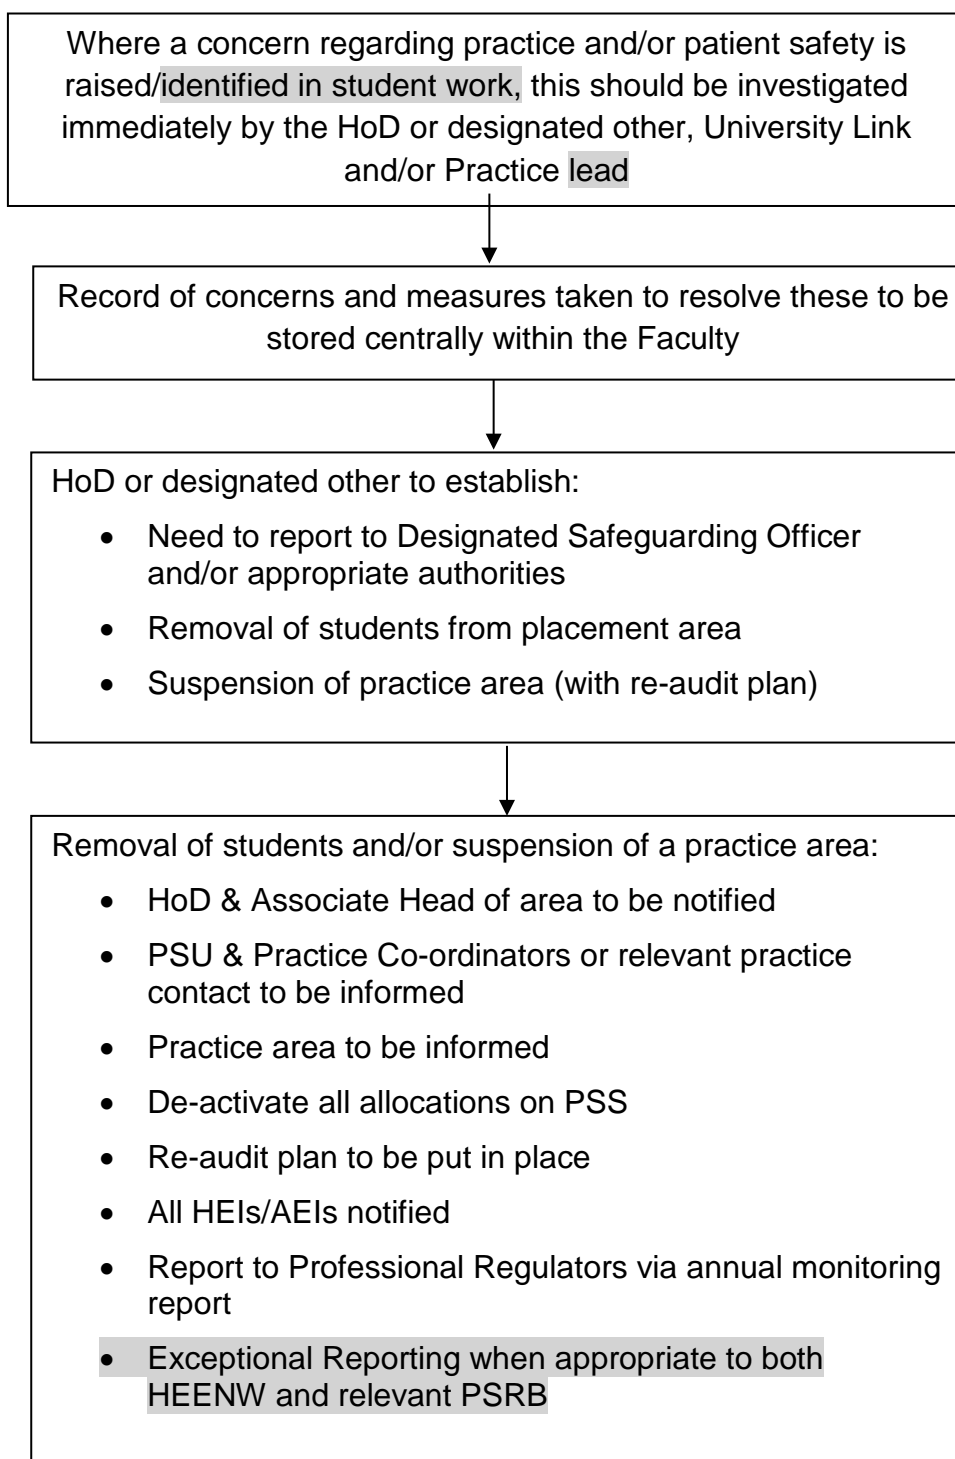 Where a concern regarding practice and/or patient safety is
raised/identified in student work, this should be investigated
immediately by the HoD or designated other, University Link
and/or Practice lead
Record of concerns and measures taken to resolve these to be
stored centrally within the Faculty
HoD or designated other to establish:
• Need to report to Designated Safeguarding Officer
and/or appropriate authorities
• Removal of students from placement area
• Suspension of practice area (with re-audit plan)
Removal of students and/or suspension of a practice area:
• HoD & Associate Head of area to be notified
• PSU & Practice Co-ordinators or relevant practice
contact to be informed
• Practice area to be informed
• De-activate all allocations on PSS
• Re-audit plan to be put in place
• All HEIs/AEIs notified
• Report to Professional Regulators via annual monitoring
report
• Exceptional Reporting when appropriate to both
HEENW and relevant PSRB